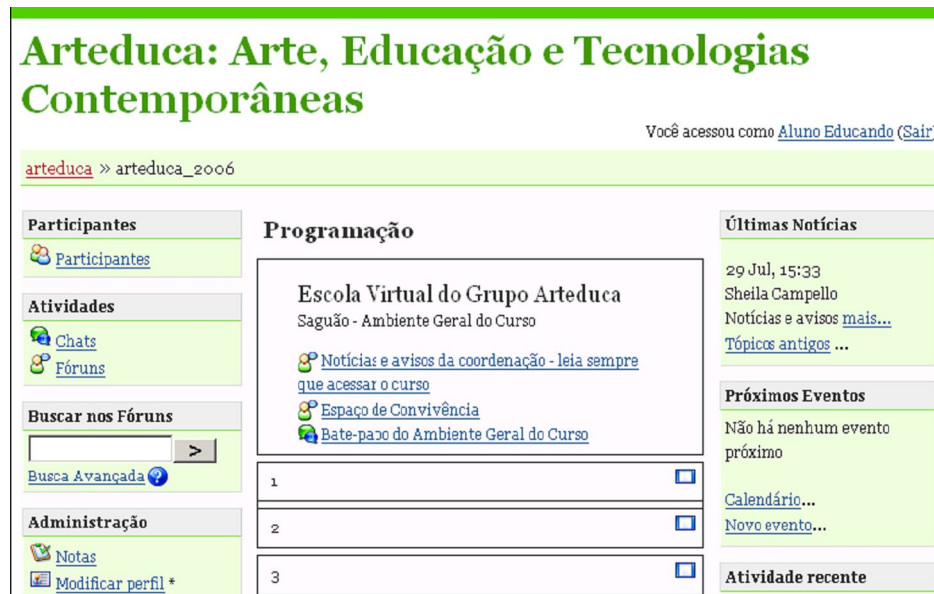 Arteduca: Arte, Educação e Tecnologias
Contemporâneas
Você acessou como Aluno Educando (Sair)
arteduca » arteduca_2006
Participantes
Participantes
Atividades
Chats
Fóruns
Buscar nos Fóruns
>
Busca Avançada ?
Administração
Notas
Modificar perfil *
Programação
Escola Virtual do Grupo Arteduca
Saguão - Ambiente Geral do Curso
Notícias e avisos da coordenação - leia sempre
que acessar o curso
Espaço de Convivência
Bate-papo do Ambiente Geral do Curso
1
2
3
Últimas Notícias
29 Jul, 15:33
Sheila Campello
Notícias e avisos mais...
Tópicos antigos ...
Próximos Eventos
Não há nenhum evento
próximo
Calendário...
Novo evento...
Atividade recente